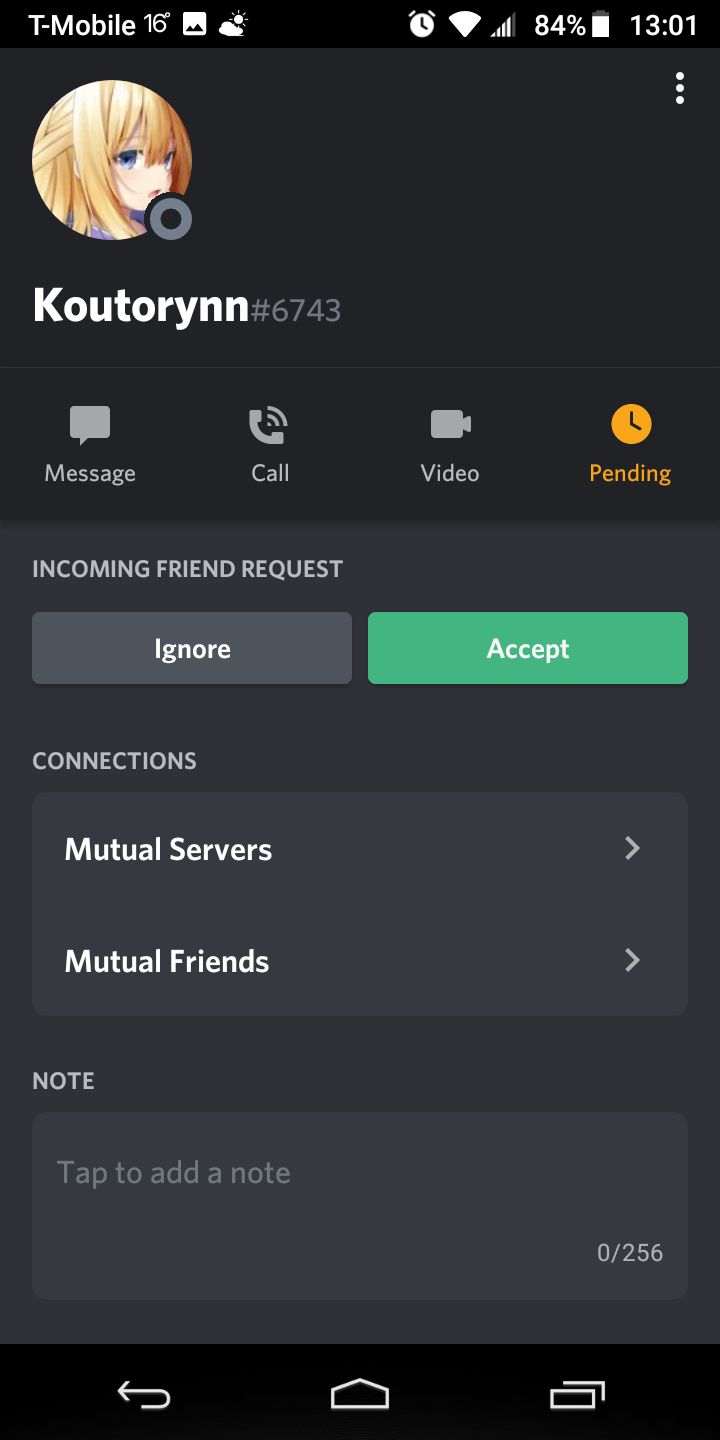 T-Mobile 16° 84% 13:01
Koutorynn#6743
Message Call Video Pending
INCOMING FRIEND REQUEST
Ignore Accept
CONNECTIONS
Mutual Servers
Mutual Friends
NOTE
Tap to add a note
0/256